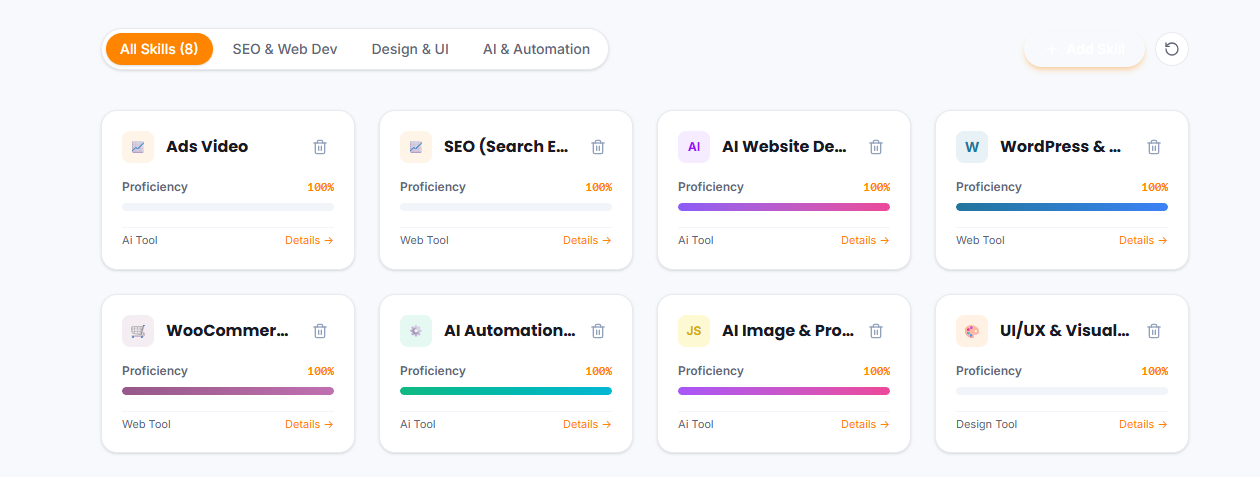 All Skills (8) SEO & Web Dev Design & UI AI & Automation + Add Skill
Ads Video
Proficiency 100%
Ai Tool Details →
SEO (Search E...
Proficiency 100%
Web Tool Details →
AI AI Website De...
Proficiency 100%
Ai Tool Details →
W WordPress & ...
Proficiency 100%
Web Tool Details →
WooCommer...
Proficiency 100%
Web Tool Details →
AI Automation...
Proficiency 100%
Ai Tool Details →
JS AI Image & Pro...
Proficiency 100%
Ai Tool Details →
UI/UX & Visual...
Proficiency 100%
Design Tool Details →